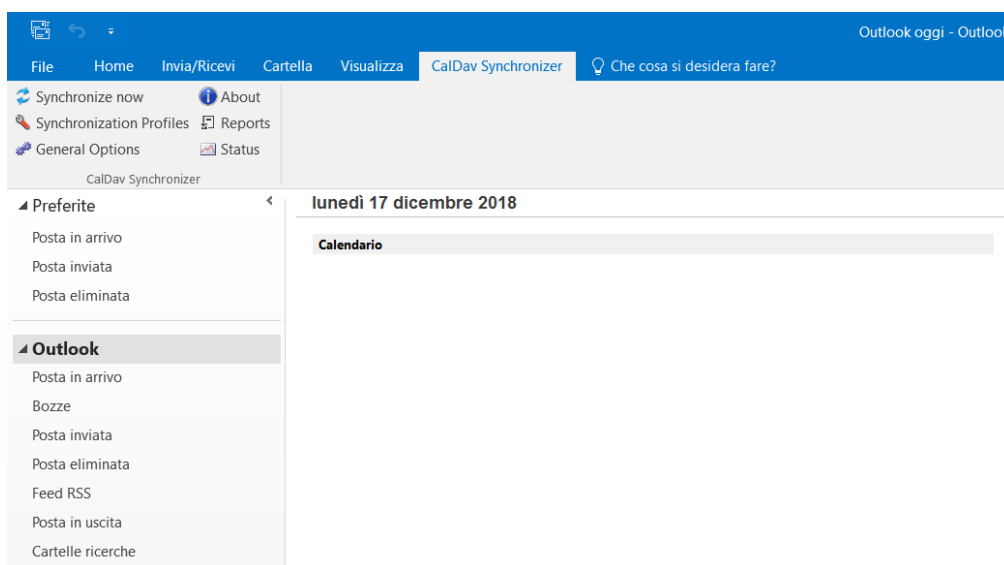 Outlook oggi - Outloo
File Home Invia/Ricevi Cartella Visualizza CalDav Synchronizer Che cosa si desidera fare?
Synchronize now About
Synchronization Profiles Reports
General Options Status
CalDav Synchronizer
Preferite
Posta in arrivo
Posta inviata
Posta eliminata
Outlook
Posta in arrivo
Bozze
Posta inviata
Posta eliminata
Feed RSS
Posta in uscita
Cartelle ricerche
lunedì 17 dicembre 2018
Calendario